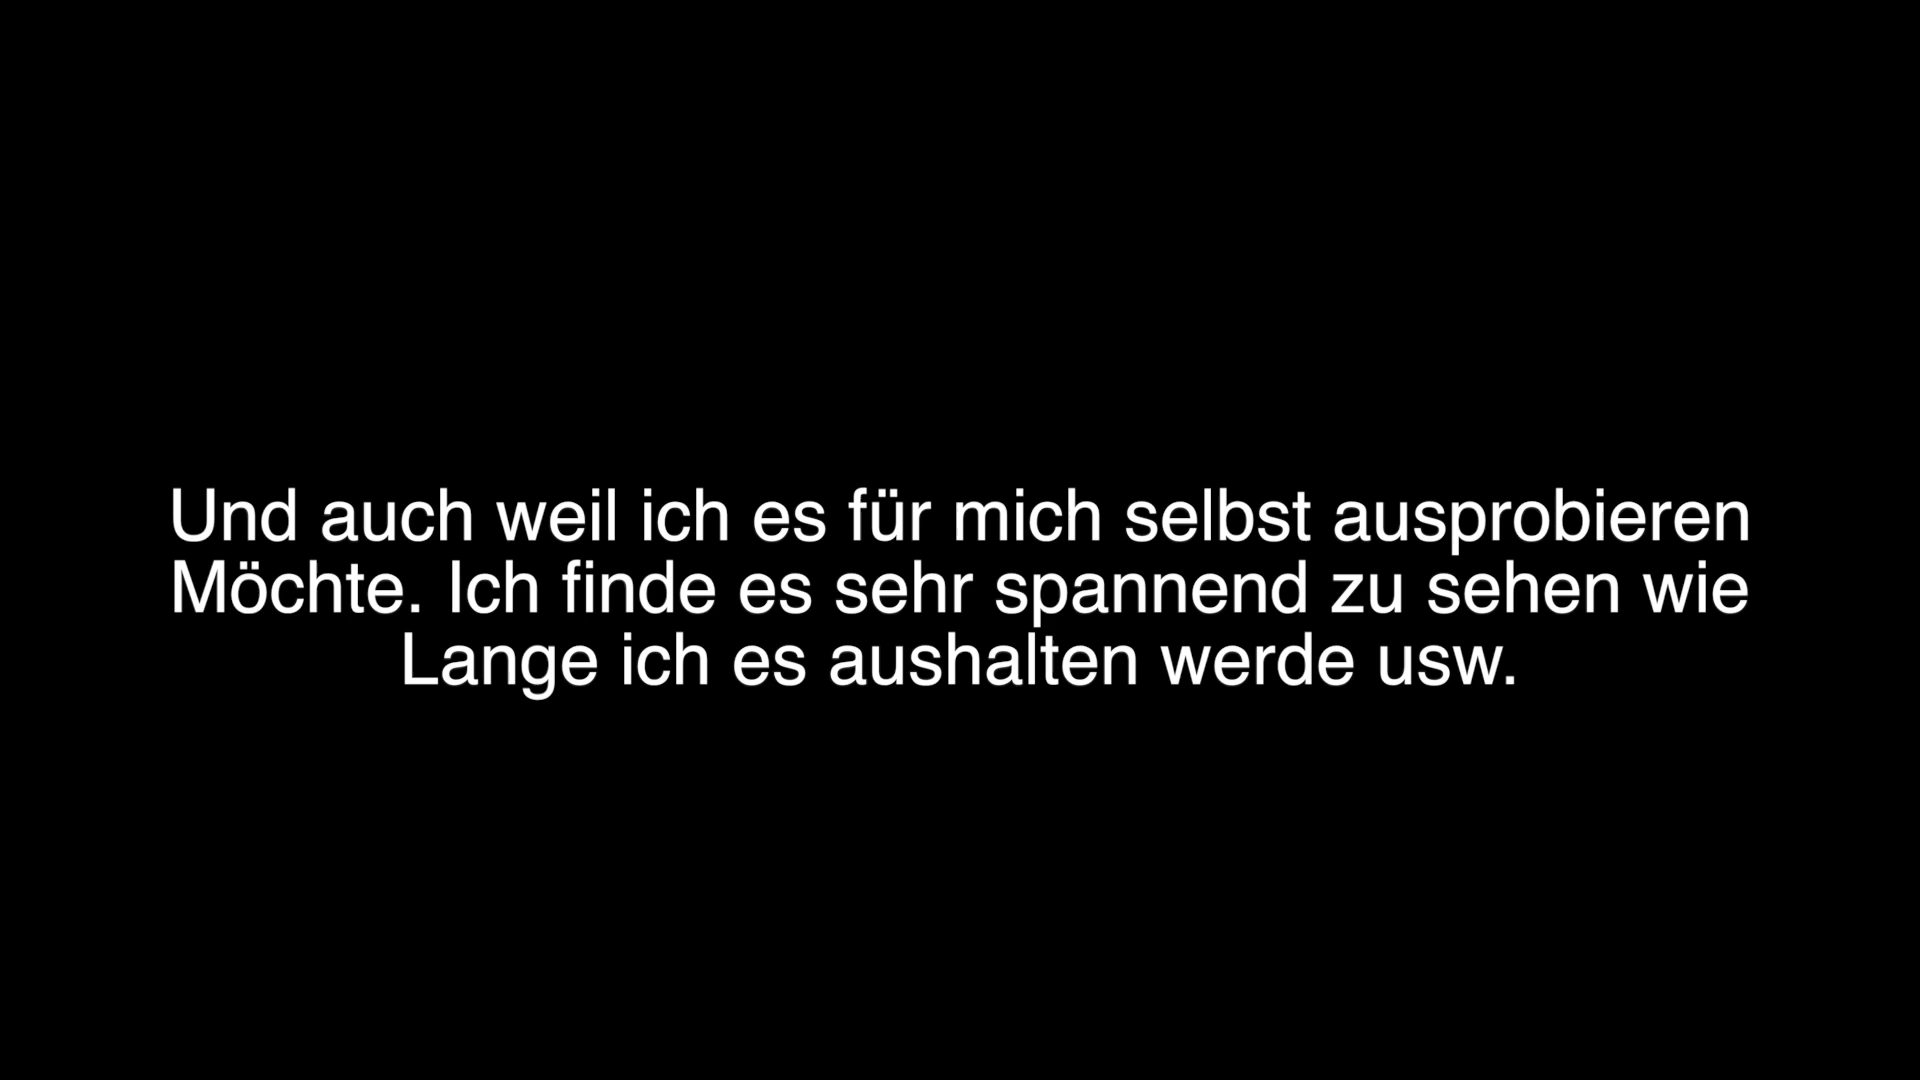 Und auch weil ich es für mich selbst ausprobieren
Möchte. Ich finde es sehr spannend zu sehen wie
Lange ich es aushalten werde usw.